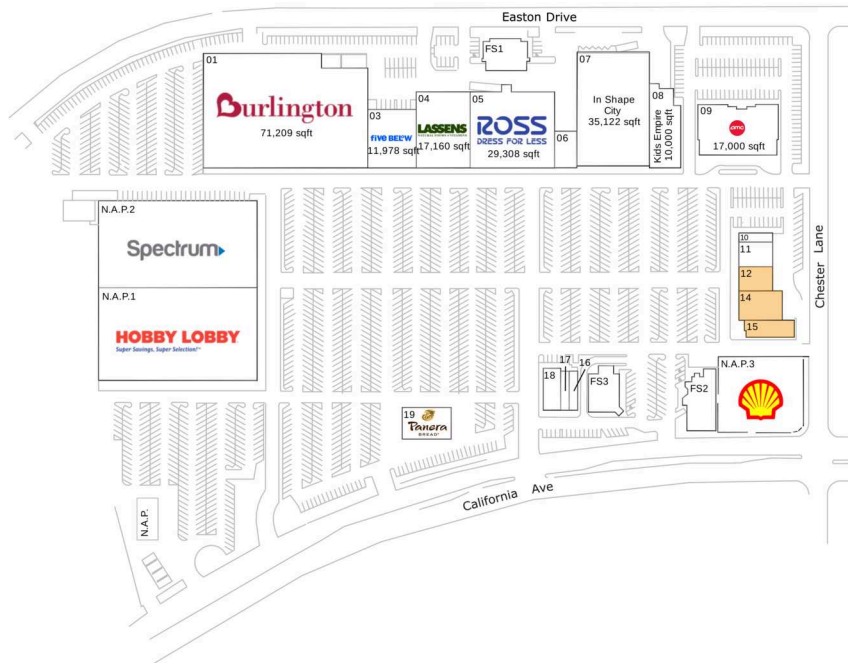 Easton Drive
01
Burlington
71,209 sqft
03
five BEL°W
11,978 sqft
04
LASSENS
17,160 sqft
05
ROSS
DRESS FOR LESS
29,308 sqft
06
FS1
07
In Shape
City
35,122 sqft
08
Kids Empire
10,000 sqft
09
amc
17,000 sqft
N.A.P.2
Spectrum
N.A.P.1
HOBBY LOBBY
Super Savings, Super Selection!™
10
11
12
14
15
Chester Lane
17
16
18
FS3
FS2
N.A.P.3
19
Panera
BREAD®
N.A.P.
California Ave